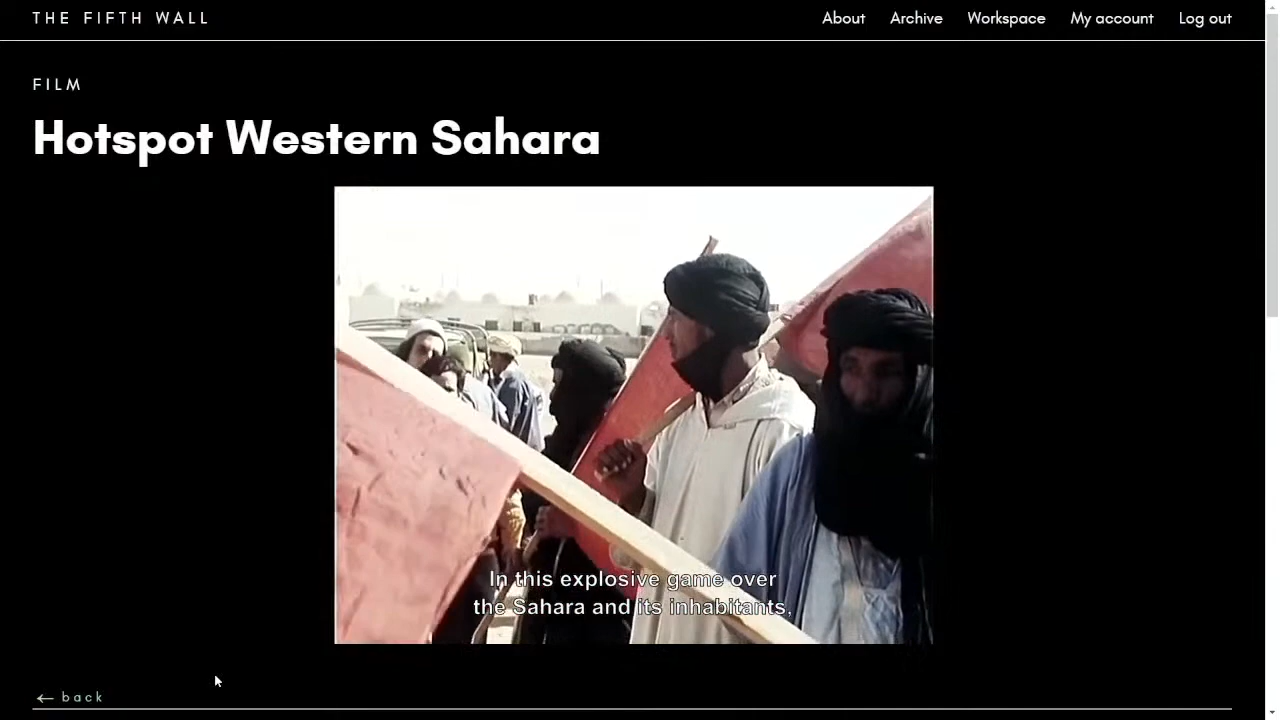 THE FIFTH WALL
About Archive Workspace My account Log out
FILM
Hotspot Western Sahara
In this explosive game over
the Sahara and its inhabitants,
← back